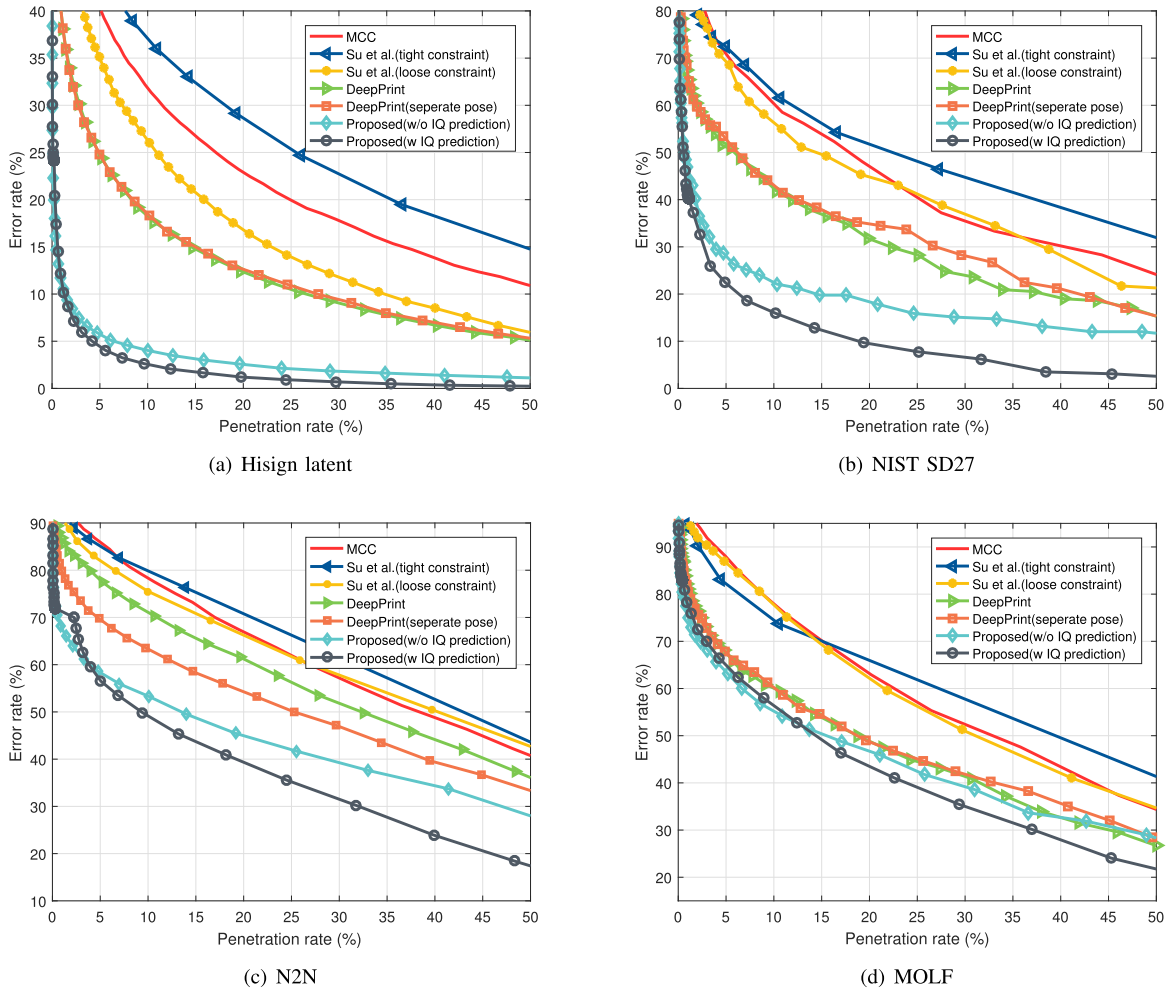 40
35
30
25
20
15
10
5
0
Error rate (%)
0 5 10 15 20 25 30 35 40 45 50
Penetration rate (%)
MCC
Su et al.(tight constraint)
Su et al.(loose constraint)
DeepPrint
DeepPrint(seperate pose)
Proposed(w/o IQ prediction)
Proposed(w IQ prediction)
(a) Hisign latent
80
70
60
50
40
30
20
10
0
Error rate (%)
0 5 10 15 20 25 30 35 40 45 50
Penetration rate (%)
MCC
Su et al.(tight constraint)
Su et al.(loose constraint)
DeepPrint
DeepPrint(seperate pose)
Proposed(w/o IQ prediction)
Proposed(w IQ prediction)
(b) NIST SD27
90
80
70
60
50
40
30
20
10
Error rate (%)
0 5 10 15 20 25 30 35 40 45 50
Penetration rate (%)
MCC
Su et al.(tight constraint)
Su et al.(loose constraint)
DeepPrint
DeepPrint(seperate pose)
Proposed(w/o IQ prediction)
Proposed(w IQ prediction)
(c) N2N
90
80
70
60
50
40
30
20
Error rate (%)
0 5 10 15 20 25 30 35 40 45 50
Penetration rate (%)
MCC
Su et al.(tight constraint)
Su et al.(loose constraint)
DeepPrint
DeepPrint(seperate pose)
Proposed(w/o IQ prediction)
Proposed(w IQ prediction)
(d) MOLF